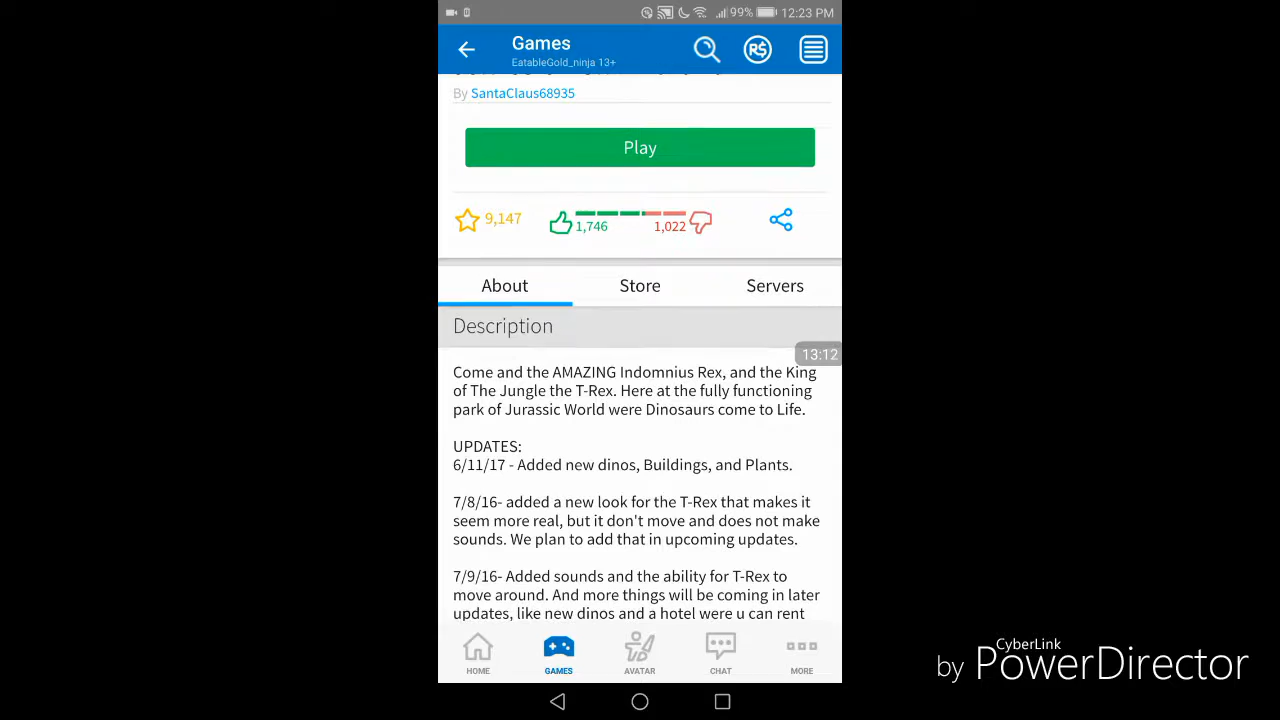 99% 12:23 PM
Games
EatableGold_ninja 13+
R$
By SantaClaus68935
Play
9,147
1,746
1,022
About
Store
Servers
Description
13:12
Come and the AMAZING Indomnius Rex, and the King
of The Jungle the T-Rex. Here at the fully functioning
park of Jurassic World were Dinosaurs come to Life.
UPDATES:
6/11/17 - Added new dinos, Buildings, and Plants.
7/8/16- added a new look for the T-Rex that makes it
seem more real, but it don't move and does not make
sounds. We plan to add that in upcoming updates.
7/9/16- Added sounds and the ability for T-Rex to
move around. And more things will be coming in later
updates, like new dinos and a hotel were u can rent
HOME
GAMES
AVATAR
CHAT
MORE
CyberLink
by PowerDirector